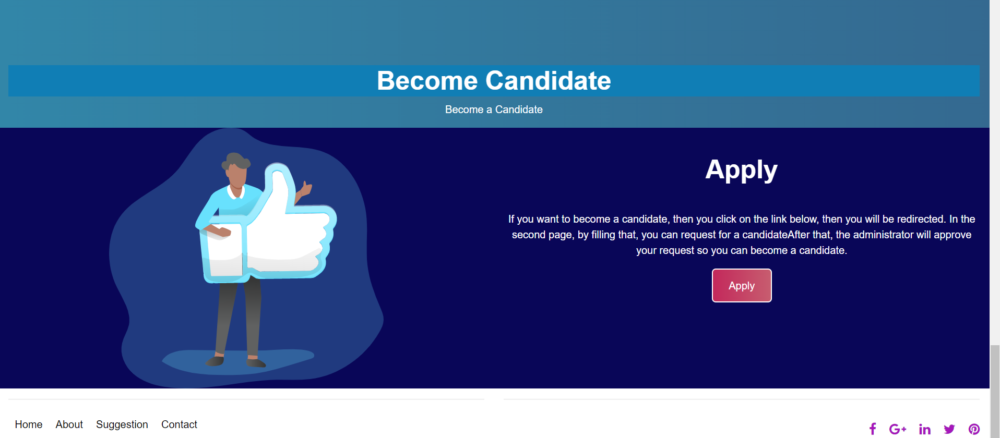 Become Candidate
Become a Candidate
Apply
If you want to become a candidate, then you click on the link below, then you will be redirected. In the
second page, by filling that, you can request for a candidateAfter that, the administrator will approve
your request so you can become a candidate.
Apply
Home About Suggestion Contact